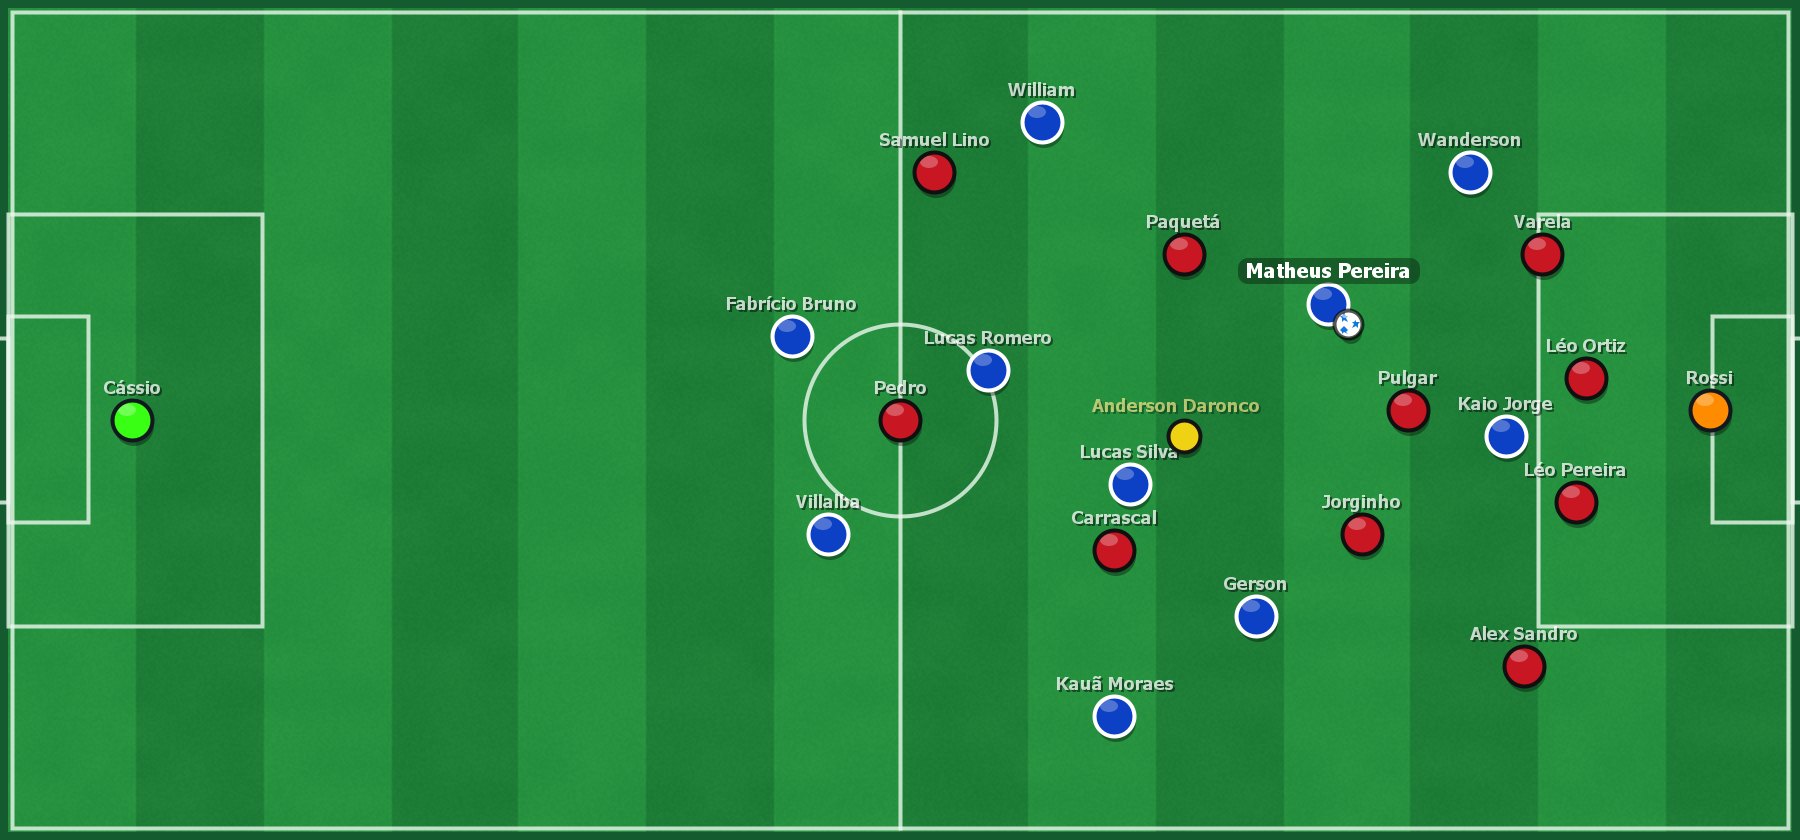 William
Samuel Lino
Wanderson
Paquetá
Varela
Matheus Pereira
Fabrício Bruno
Lucas Romero
Léo Ortiz
Cássio
Pedro
Pulgar
Rossi
Anderson Daronco
Kaio Jorge
Lucas Silva
Léo Pereira
Villalba
Jorginho
Carrascal
Gerson
Alex Sandro
Kauã Moraes